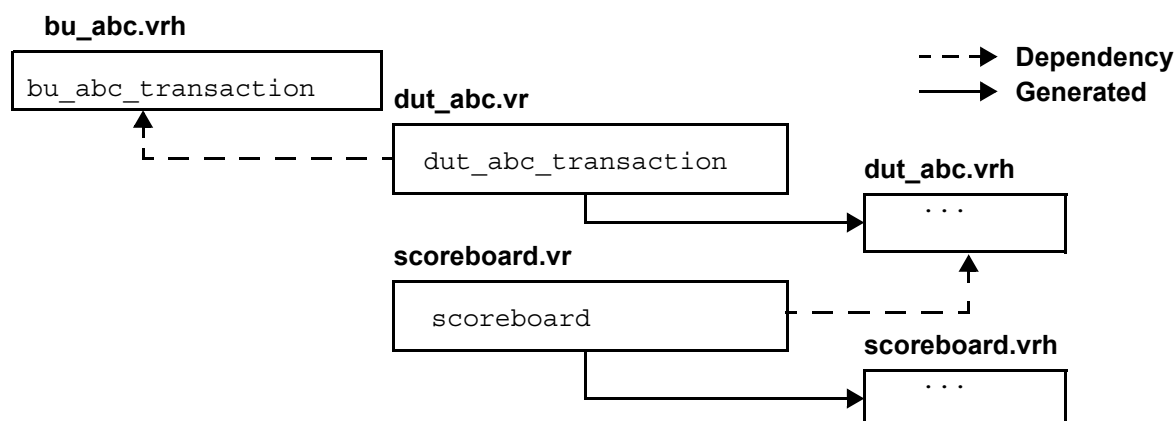 bu_abc.vrh
bu_abc_transaction
Dependency
Generated
dut_abc.vr
dut_abc_transaction
dut_abc.vrh
...
scoreboard.vr
scoreboard
scoreboard.vrh
...